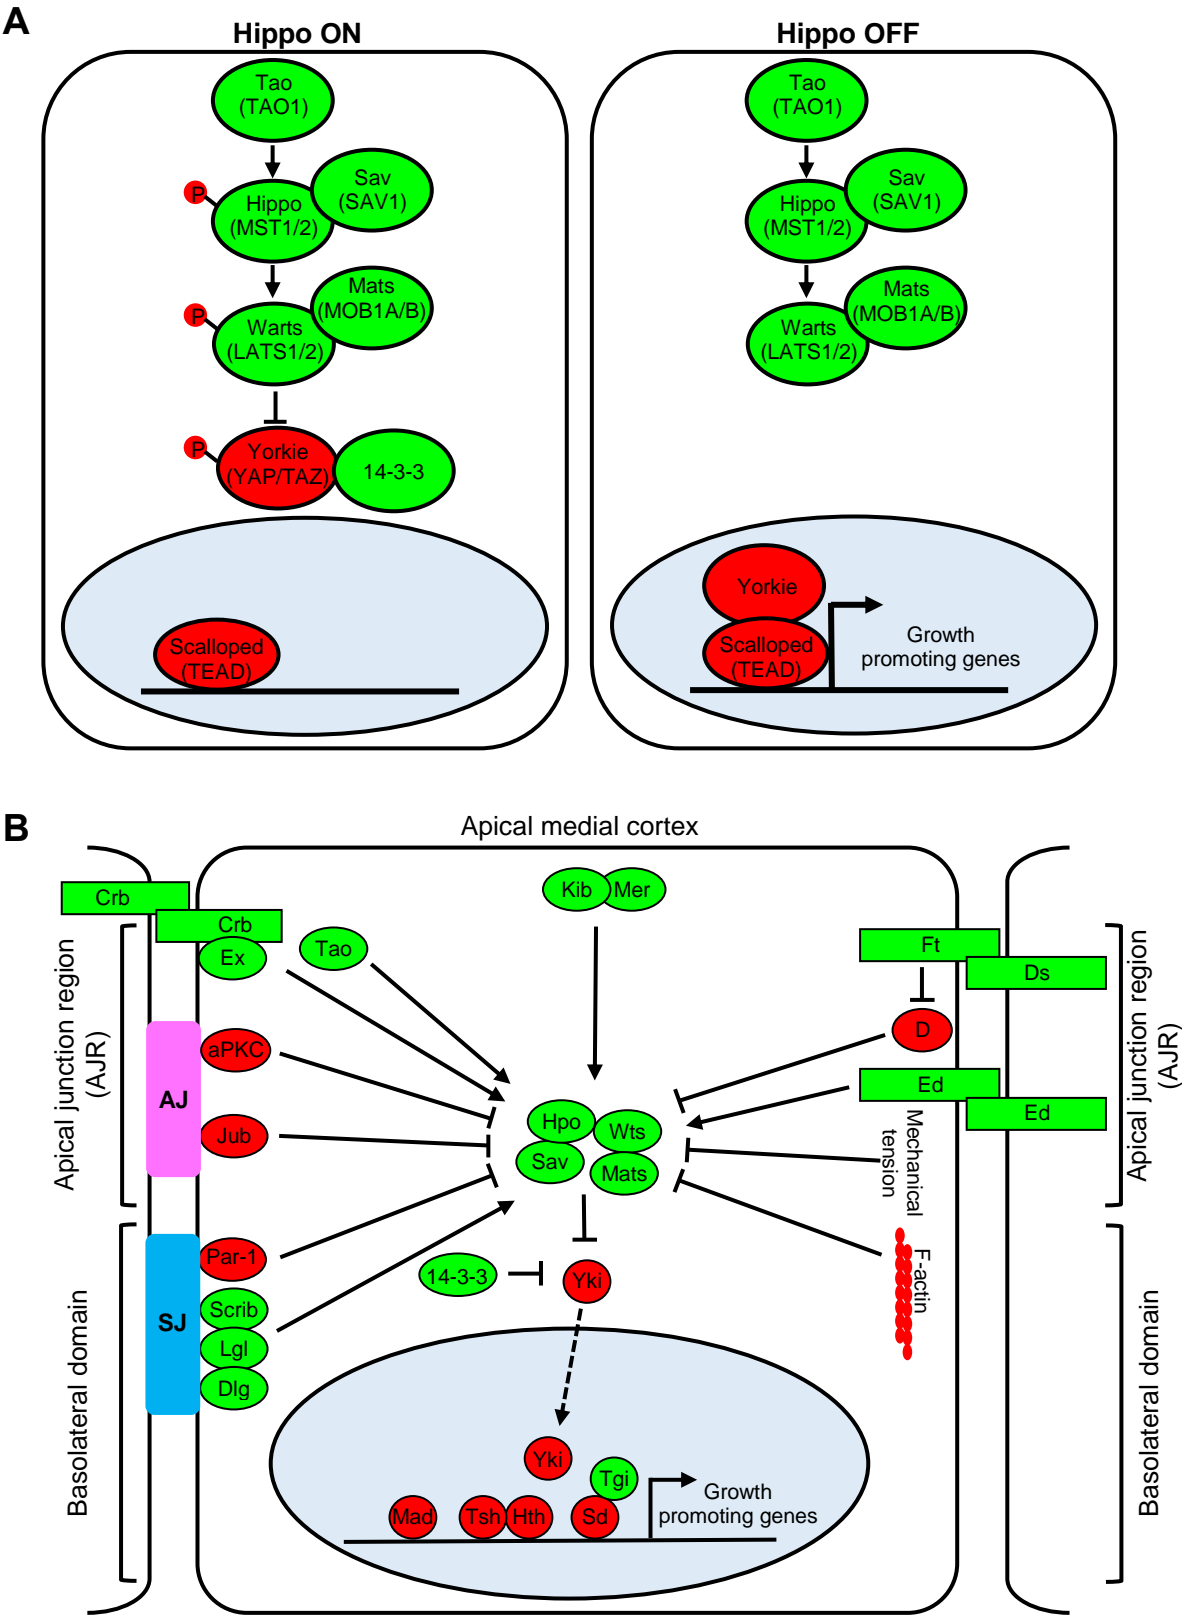 A
Hippo ON
Tao
(TAO1)
Sav
(SAV1)
P
Hippo
(MST1/2)
Mats
(MOB1A/B)
P
Warts
(LATS1/2)
P
Yorkie
(YAP/TAZ)
14-3-3
Scalloped
(TEAD)
Hippo OFF
Tao
(TAO1)
Sav
(SAV1)
Hippo
(MST1/2)
Mats
(MOB1A/B)
Warts
(LATS1/2)
Yorkie
Scalloped
(TEAD)
Growth
promoting genes
B
Apical medial cortex
Crb
Crb
Ex
Tao
Kib
Mer
Ft
Ds
D
Ed
Ed
Apical junction region
(AJR)
AJ
aPKC
Jub
Hpo
Wts
Sav
Mats
Mechanical
tension
Apical junction region
(AJR)
Basolateral domain
SJ
Par-1
Scrib
Lgl
Dlg
14-3-3
Yki
F-actin
Basolateral domain
Yki
Tgi
Mad
Tsh
Hth
Sd
Growth
promoting genes